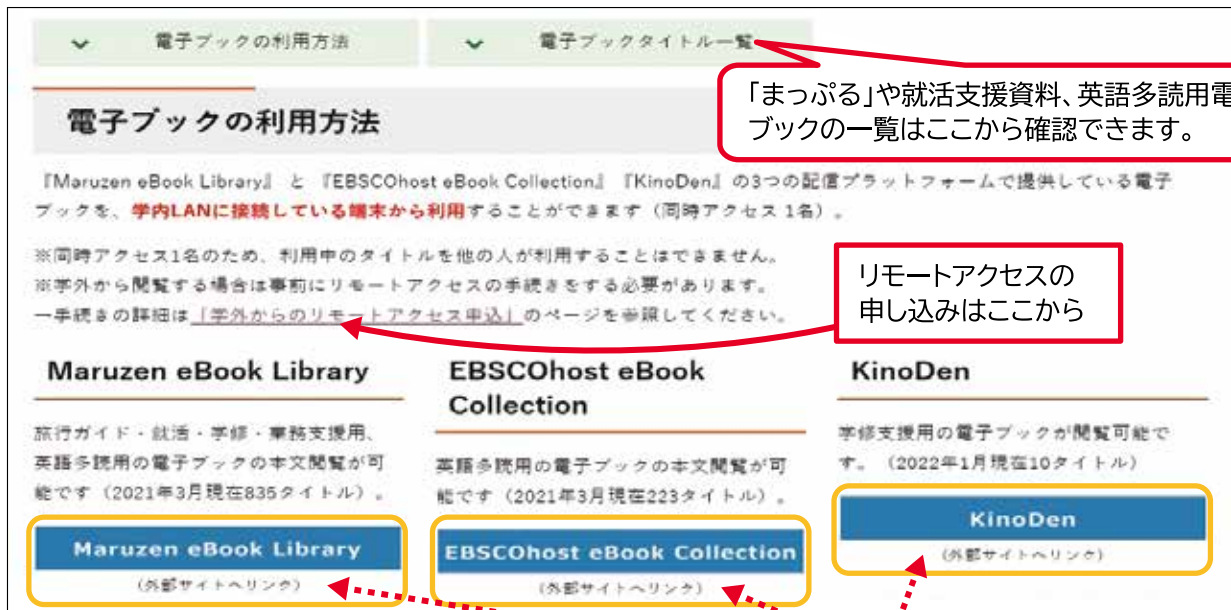 電子ブックの利用方法
電子ブックタイトル一覧
「まっぷる」や就活支援資料、英語多読用電
ブックの一覧はここから確認できます。
電子ブックの利用方法
『Maruzen eBook Library』 と 『EBSCOhost eBook Collection』『KinoDen』の3つの配信プラットフォームで提供している電子
ブックを、学内LANに接続している端末から利用することができます（同時アクセス 1名）。
※同時アクセス1名のため、利用中のタイトルを他の人が利用することはできません。
※学外から閲覧する場合は事前にリモートアクセスの手続きをする必要があります。
→手続きの詳細は「学外からのリモートアクセス申込」のページを参照してください。
リモートアクセスの
申し込みはここから
Maruzen eBook Library
旅行ガイド・就活・学修・業務支援用、
英語多読用の電子ブックの本文閲覧が可
能です（2021年3月現在835タイトル）。
Maruzen eBook Library
（外部サイトへリンク）
EBSCOhost eBook
Collection
英語多読用の電子ブックの本文閲覧が可
能です（2021年3月現在223タイトル）。
EBSCOhost eBook Collection
（外部サイトへリンク）
KinoDen
学修支援用の電子ブックが閲覧可能で
す。（2022年1月現在10タイトル）
KinoDen
（外部サイトへリンク）